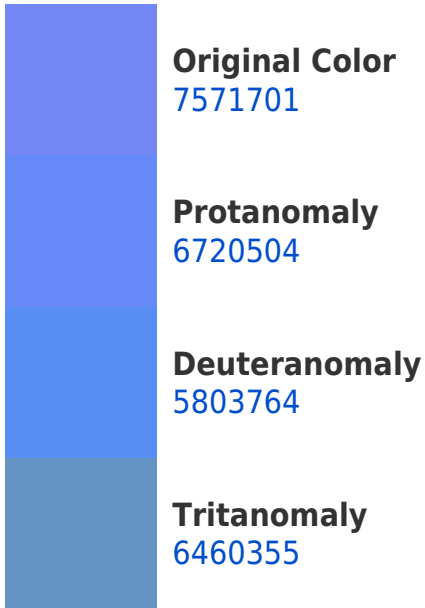 Original Color
7571701
Protanomaly
6720504
Deuteranomaly
5803764
Tritanomaly
6460355